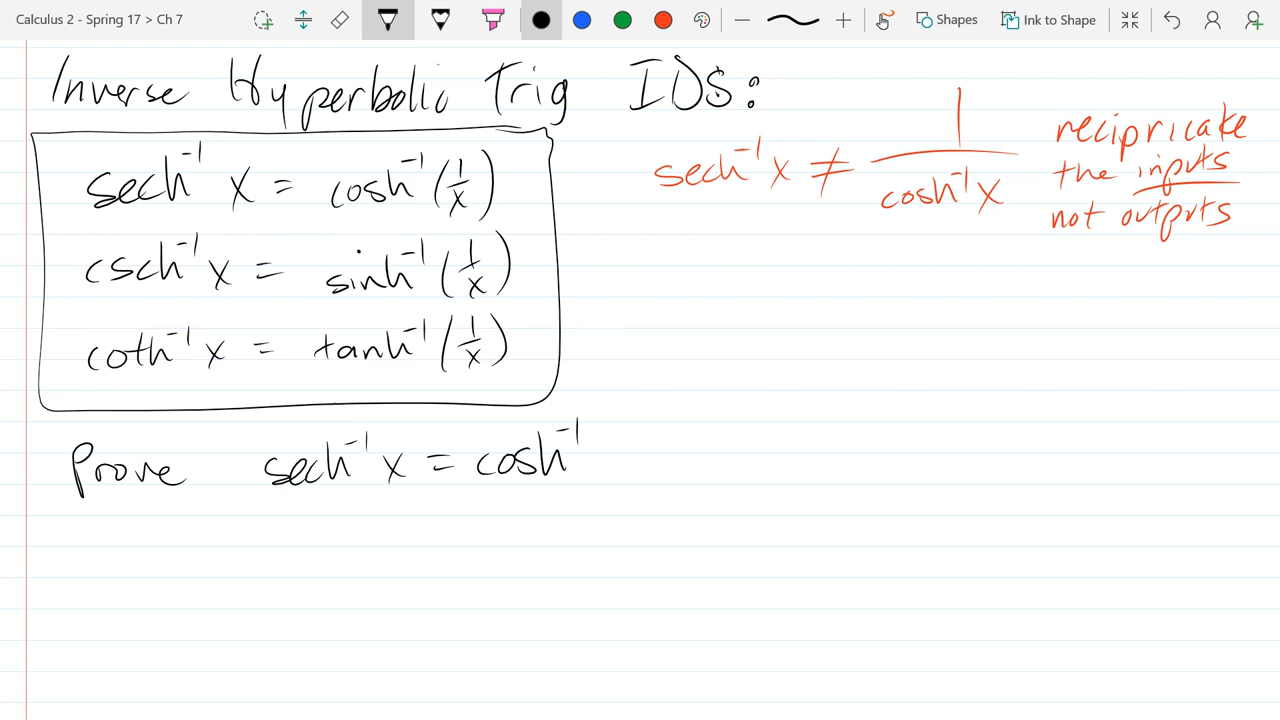 Calculus 2 - Spring 17 > Ch 7
Shapes
Ink to Shape
Inverse Hyperbolic Trig IDS:
sech⁻¹ x = cosh⁻¹ (1/x)
csch⁻¹ x = sinh⁻¹ (1/x)
coth⁻¹ x = tanh⁻¹ (1/x)
sech⁻¹ x ≠ 1/cosh⁻¹ x
recipricake
the inputs
not outputs
Prove sech⁻¹ x = cosh⁻¹